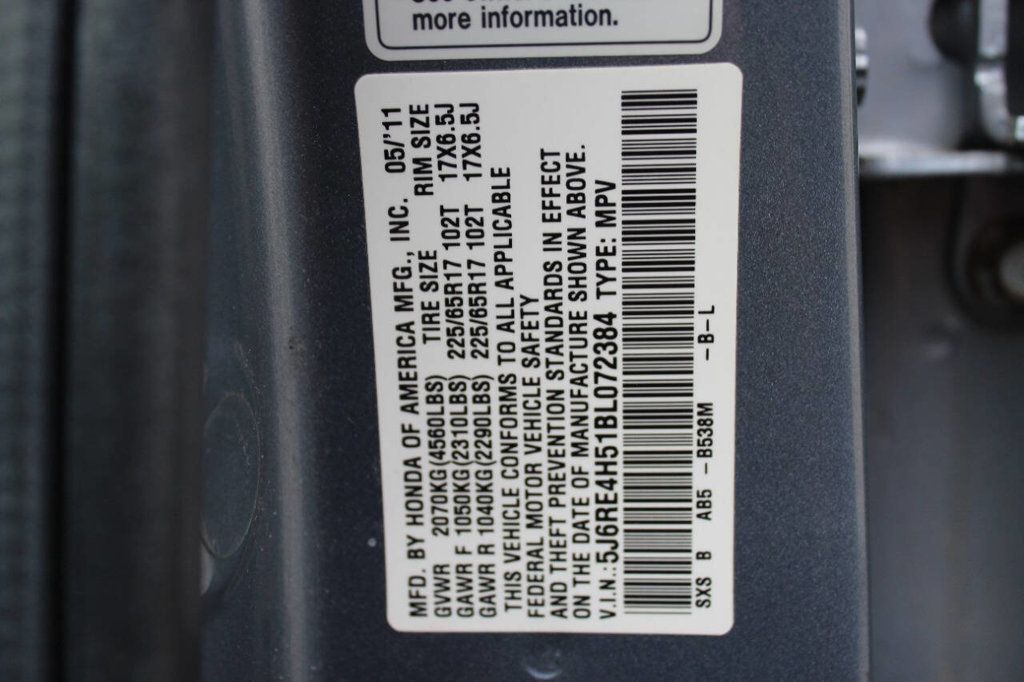 more information.
MFD. BY HONDA OF AMERICA MFG., INC. 05/'11
GVWR 2070KG(4560LBS) TIRE SIZE RIM SIZE
GAWR F 1050KG(2310LBS) 225/65R17 102T 17X6.5J
GAWR R 1040KG(2290LBS) 225/65R17 102T 17X6.5J
THIS VEHICLE CONFORMS TO ALL APPLICABLE
FEDERAL MOTOR VEHICLE SAFETY
AND THEFT PREVENTION STANDARDS IN EFFECT
ON THE DATE OF MANUFACTURE SHOWN ABOVE.
V.I.N.:5J6RE4H51BL072384 TYPE: MPV
SXS B AB5 -B538M -B-L